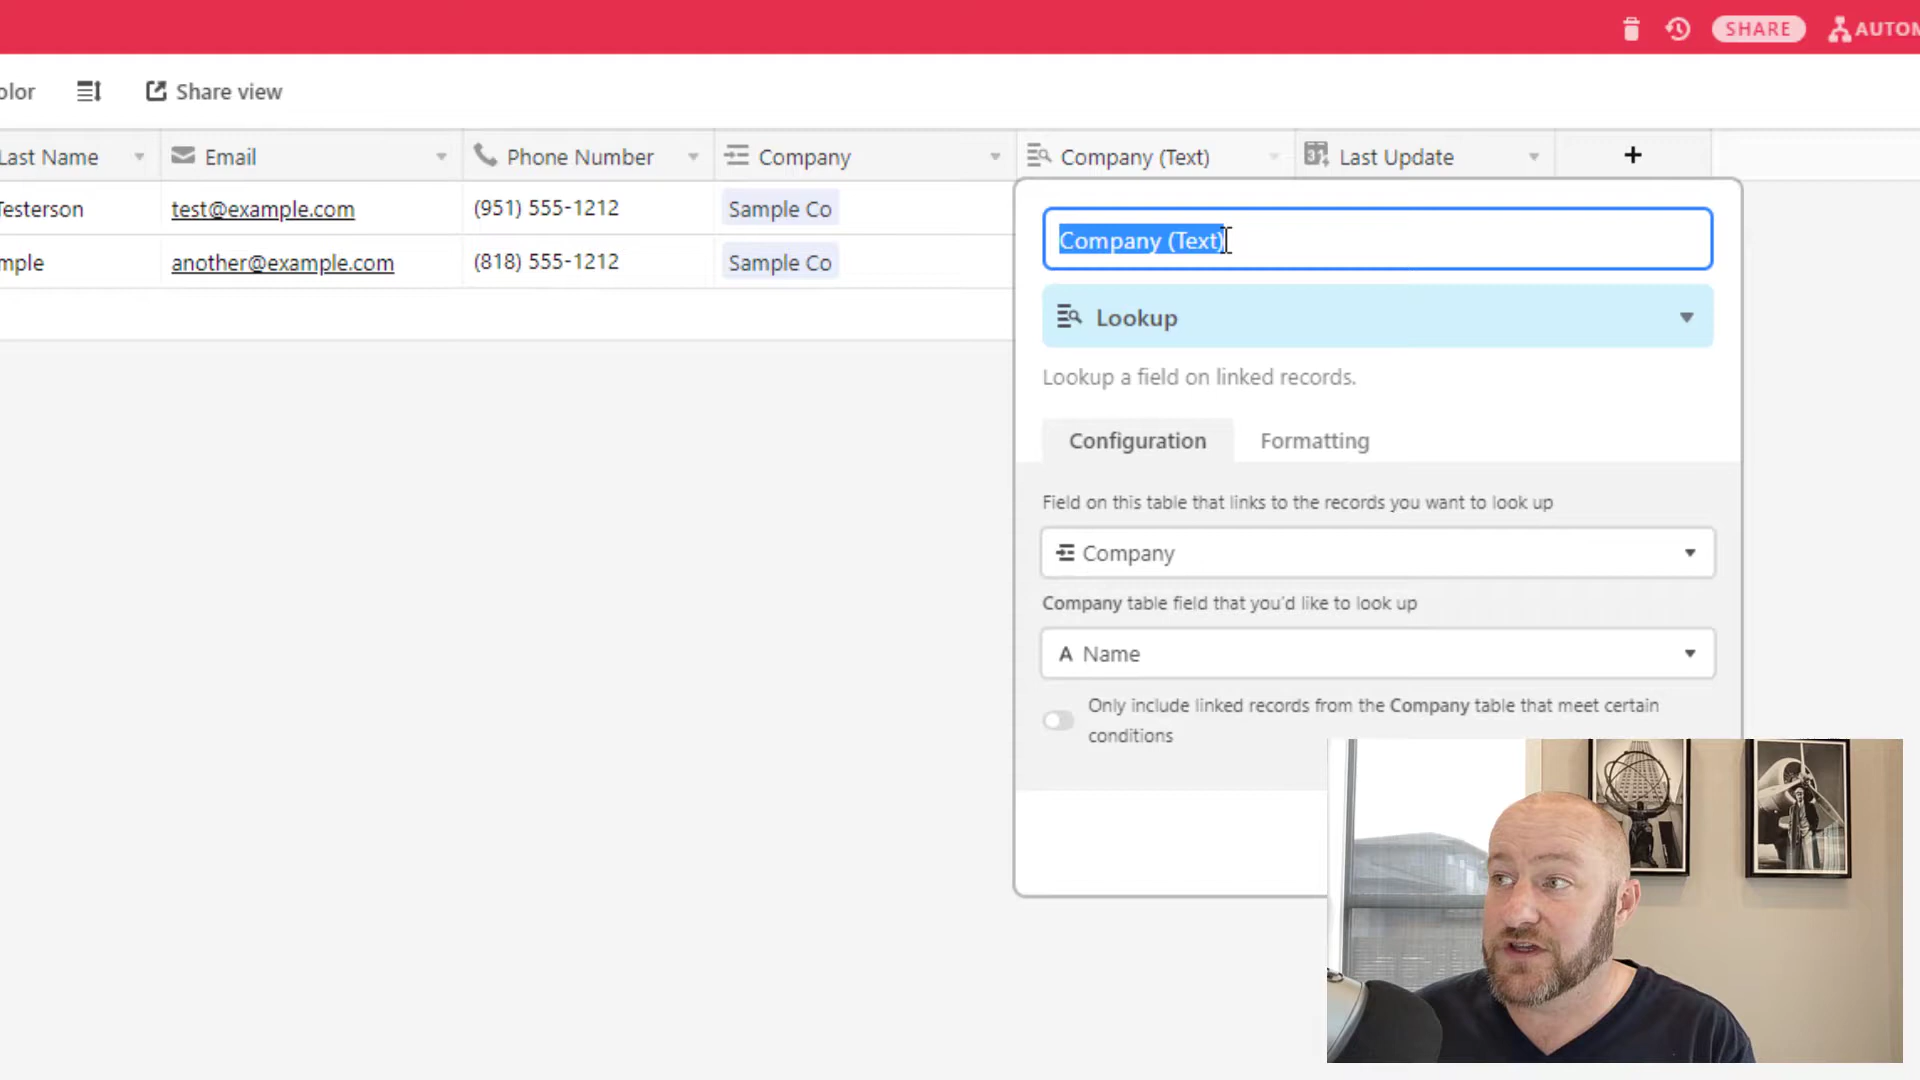 SHARE
AUTOM
olor
Share view
Last Name
Email
Phone Number
Company
Company (Text)
Last Update
+
Testerson
test@example.com
(951) 555-1212
Sample Co
mple
another@example.com
(818) 555-1212
Sample Co
Company (Text)
Lookup
Lookup a field on linked records.
Configuration
Formatting
Field on this table that links to the records you want to look up
Company
Company table field that you'd like to look up
A Name
Only include linked records from the Company table that meet certain
conditions